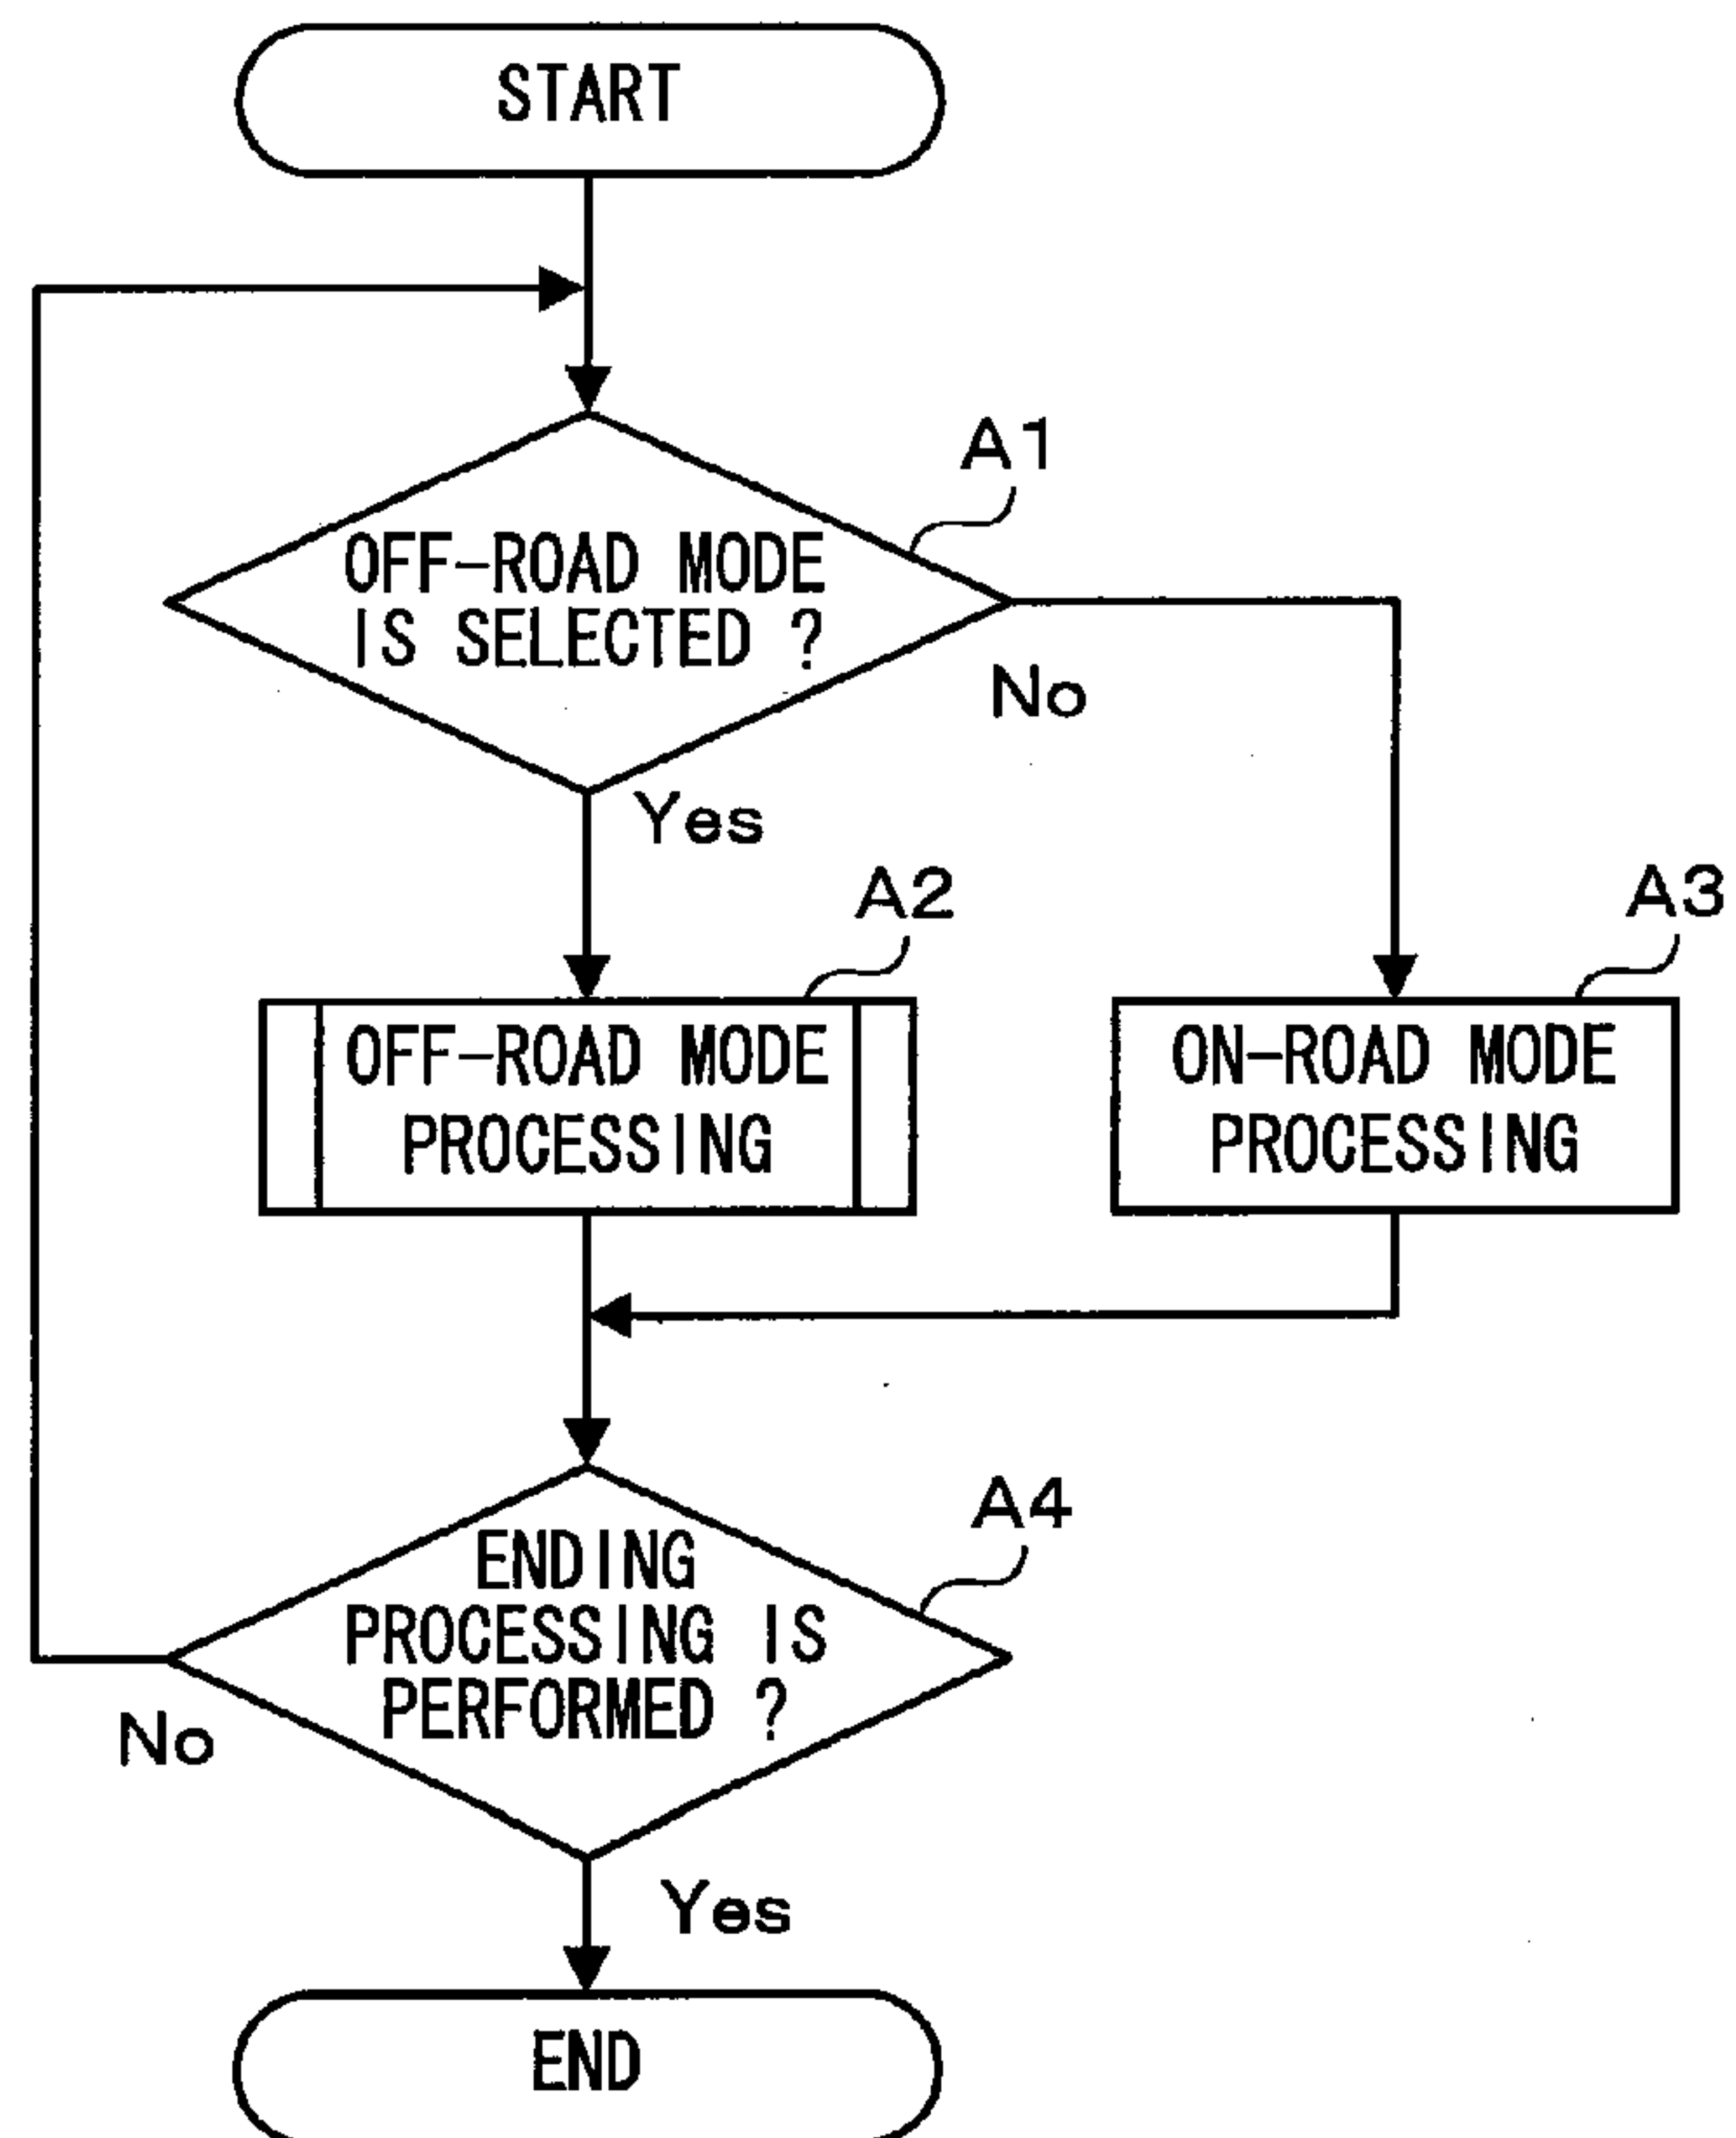 START
A1
OFF-ROAD MODE
IS SELECTED ?
No
Yes
A2
A3
OFF-ROAD MODE
PROCESSING
ON-ROAD MODE
PROCESSING
A4
ENDING
PROCESSING IS
PERFORMED ?
No
Yes
END